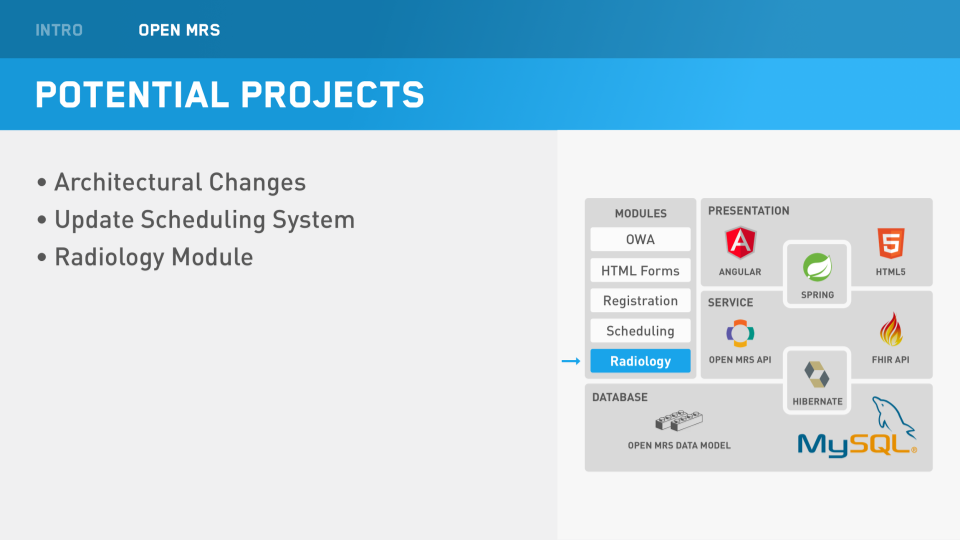 INTRO OPEN MRS
POTENTIAL PROJECTS
• Architectural Changes
• Update Scheduling System
• Radiology Module
MODULES
OWA
HTML Forms
Registration
Scheduling
Radiology
PRESENTATION
ANGULAR
SPRING
HTML5
SERVICE
OPEN MRS API
FHIR API
HIBERNATE
DATABASE
OPEN MRS DATA MODEL
MySQL®